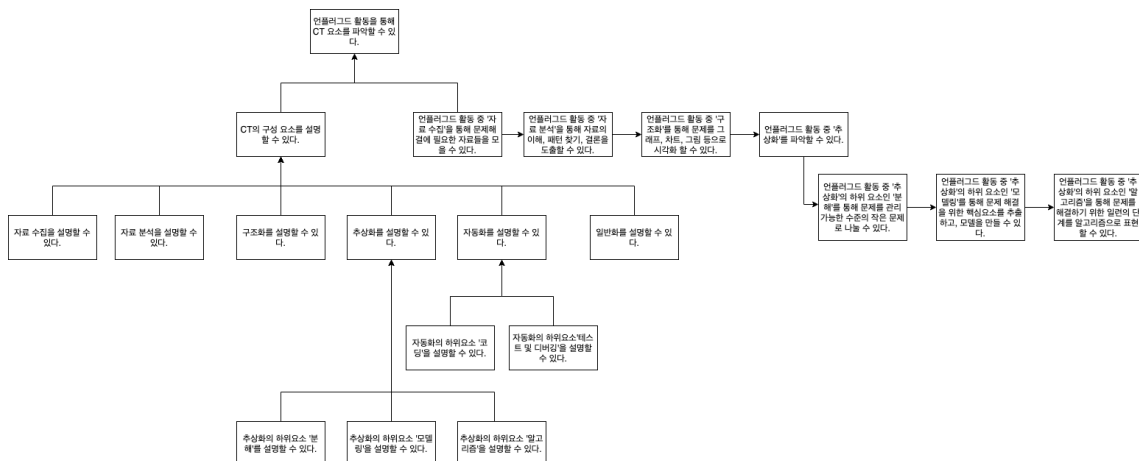 언플러그드 활동을 통해
CT 요소를 파악할 수 있
다.
CT의 구성 요소를 설명
할 수 있다.
언플러그드 활동 중 '자
료 수집'을 통해 문제해
결에 필요한 자료들을 모
을 수 있다.
언플러그드 활동 중 '자
료 분석'을 통해 자료의
이해, 패턴 찾기, 결론을
도출할 수 있다.
언플러그드 활동 중 '구
조화'를 통해 문제를 그
래프, 차트, 그림 등으로
시각화 할 수 있다.
언플러그드 활동 중 '추
상화'를 파악할 수 있다.
언플러그드 활동 중 '추
상화'의 하위 요소인 '분
해'를 통해 문제를 관리
가능한 수준의 작은 문제
로 나눌 수 있다.
언플러그드 활동 중 '추
상화'의 하위 요소인 '모
델링'를 통해 문제 해결
을 위한 핵심요소를 추출
하고, 모델을 만들 수 있
다.
언플러그드 활동 중 '추
상화'의 하위 요소인 '알
고리즘'을 통해 문제를
해결하기 위한 일련의 단
계를 알고리즘으로 표현
할 수 있다.
자료 수집을 설명할 수
있다.
자료 분석을 설명할 수
있다.
구조화를 설명할 수 있
다.
추상화를 설명할 수 있
다.
자동화를 설명할 수 있
다.
일반화를 설명할 수 있
다.
자동화의 하위요소 '코
딩'을 설명할 수 있다.
자동화의 하위요소'테스
트 및 디버깅'을 설명할
수 있다.
추상화의 하위요소 '분
해'를 설명할 수 있다.
추상화의 하위요소 '모델
링'을 설명할 수 있다.
추상화의 하위요소 '알고
리즘'을 설명할 수 있다.